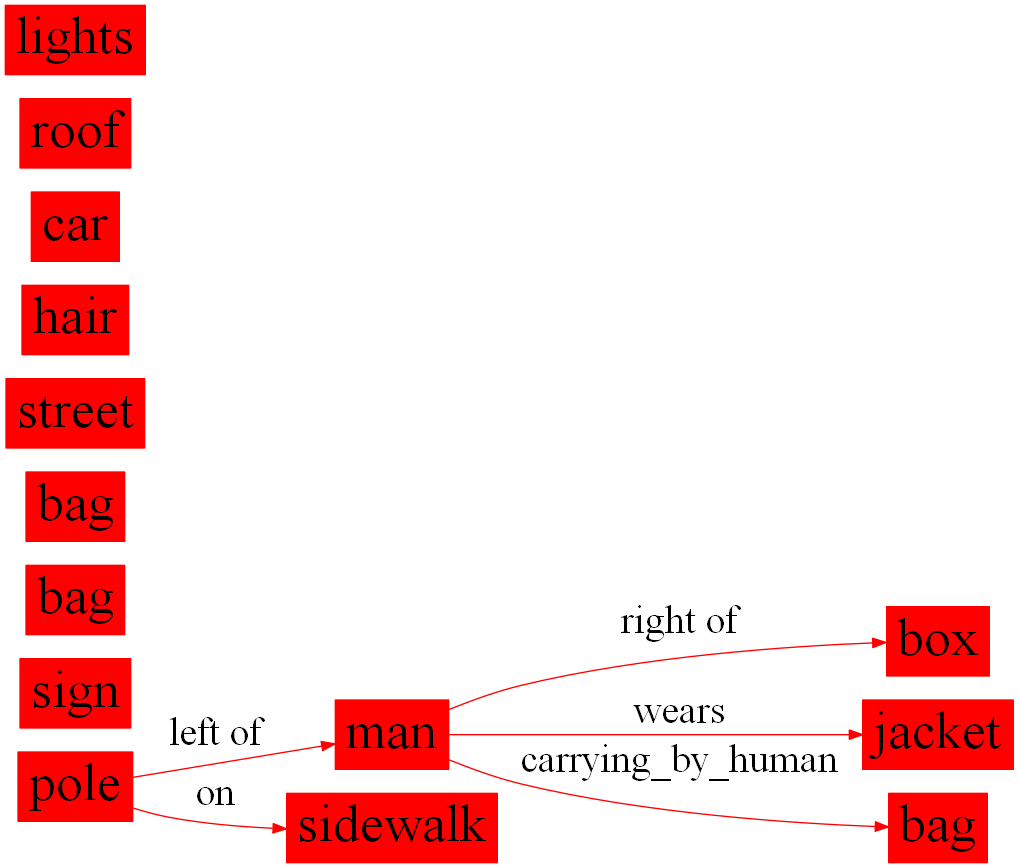 lights
roof
car
hair
street
bag
bag
sign
pole
left of
on
man
sidewalk
right of
wears
carrying_by_human
box
jacket
bag